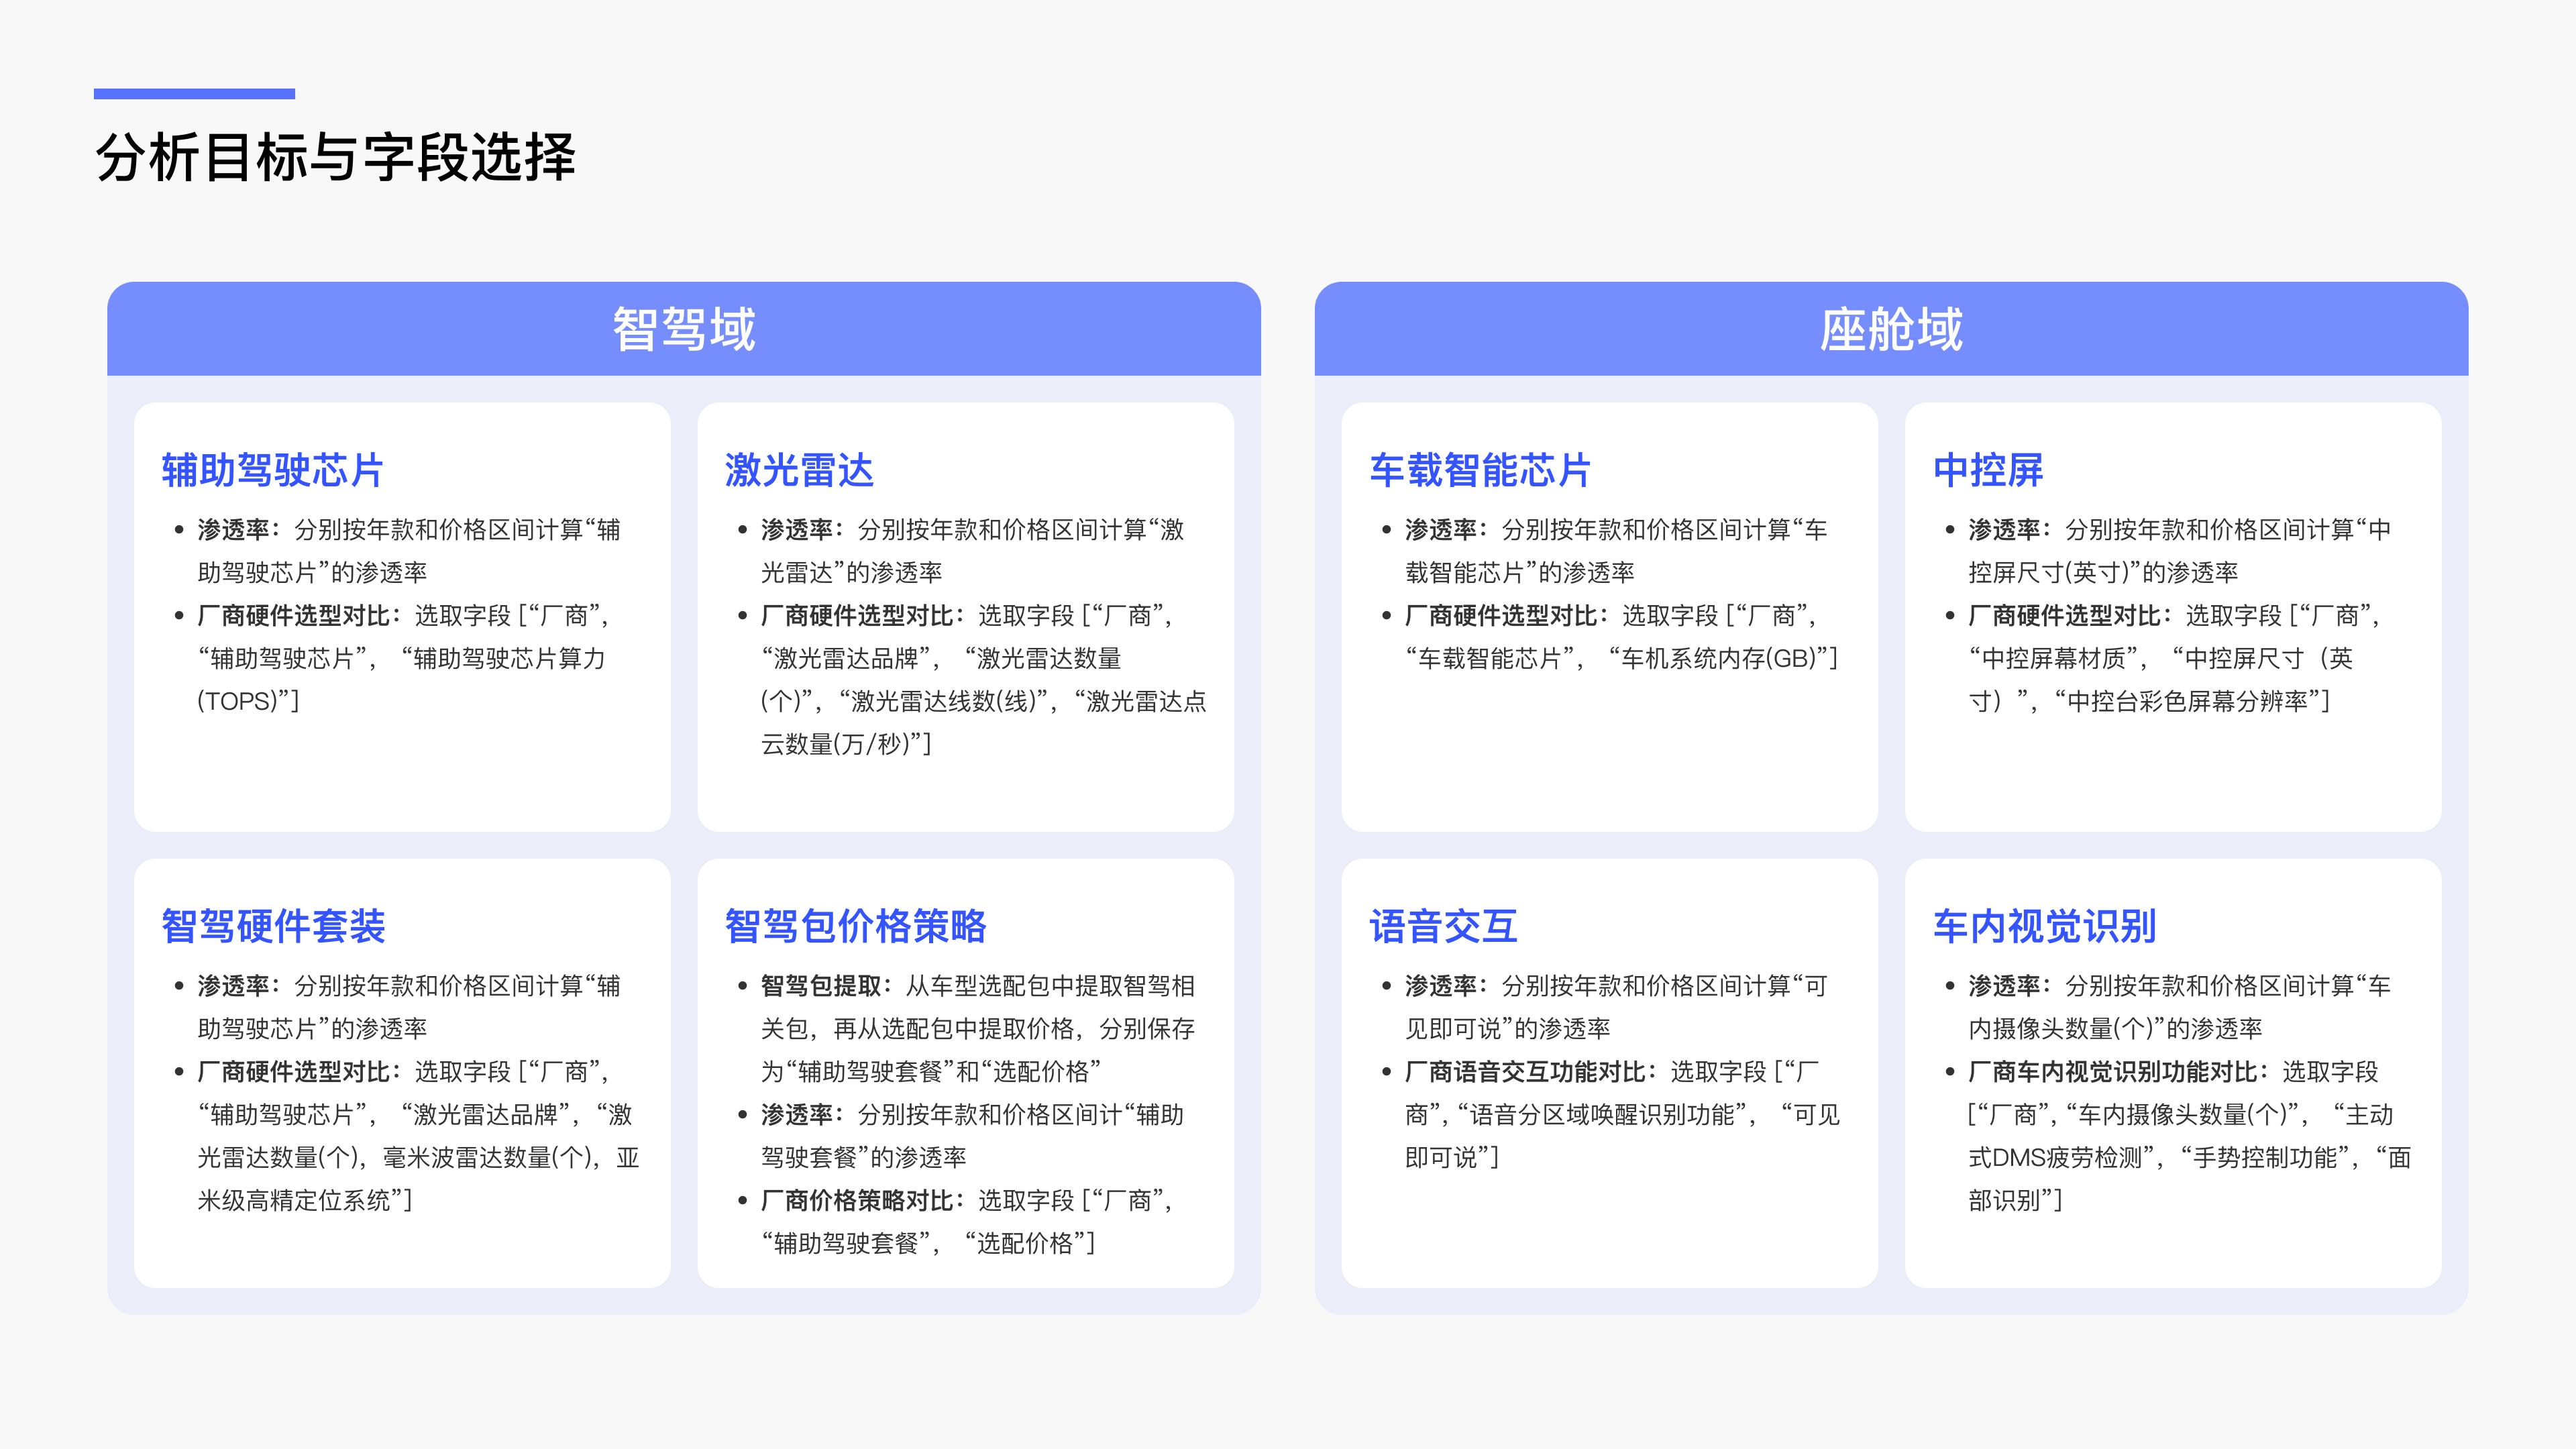 分析目标与字段选择
智驾域
辅助驾驶芯片
• 渗透率：分别按年款和价格区间计算“辅
助驾驶芯片”的渗透率
• 厂商硬件选型对比：选取字段 [“厂商”，
“辅助驾驶芯片”， “辅助驾驶芯片算力
(TOPS)”]
激光雷达
• 渗透率：分别按年款和价格区间计算“激
光雷达”的渗透率
• 厂商硬件选型对比：选取字段 [“厂商”，
“激光雷达品牌”， “激光雷达数量
(个)”，“激光雷达线数(线)”，“激光雷达点
云数量(万/秒)”]
智驾硬件套装
• 渗透率：分别按年款和价格区间计算“辅
助驾驶芯片”的渗透率
• 厂商硬件选型对比：选取字段 [“厂商”，
“辅助驾驶芯片”， “激光雷达品牌”，“激
光雷达数量(个)，毫米波雷达数量(个)，亚
米级高精定位系统”]
智驾包价格策略
• 智驾包提取：从车型选配包中提取智驾相
关包，再从选配包中提取价格，分别保存
为“辅助驾驶套餐”和“选配价格”
• 渗透率：分别按年款和价格区间计“辅助
驾驶套餐”的渗透率
• 厂商价格策略对比：选取字段 [“厂商”，
“辅助驾驶套餐”， “选配价格”]
座舱域
车载智能芯片
• 渗透率：分别按年款和价格区间计算“车
载智能芯片”的渗透率
• 厂商硬件选型对比：选取字段 [“厂商”，
“车载智能芯片”， “车机系统内存(GB)”]
中控屏
• 渗透率：分别按年款和价格区间计算“中
控屏尺寸(英寸)”的渗透率
• 厂商硬件选型对比：选取字段 [“厂商”，
“中控屏幕材质”， “中控屏尺寸（英
寸）”，“中控台彩色屏幕分辨率”]
语音交互
• 渗透率：分别按年款和价格区间计算“可
见即可说”的渗透率
• 厂商语音交互功能对比：选取字段 [“厂
商”, “语音分区域唤醒识别功能”， “可见
即可说”]
车内视觉识别
• 渗透率：分别按年款和价格区间计算“车
内摄像头数量(个)”的渗透率
• 厂商车内视觉识别功能对比：选取字段
[“厂商”, “车内摄像头数量(个)”， “主动
式DMS疲劳检测”，“手势控制功能”，“面
部识别”]